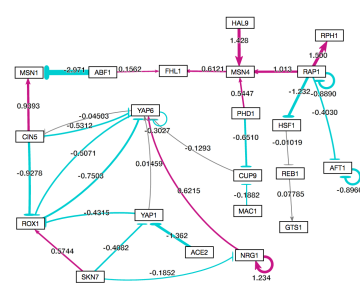 HAL9
RPH1
1.428
1.500
MSN1
-2.971
ABF1
0.1562
FHL1
0.6121
MSN4
1.013
RAP1
-0.8890
-1.232
0.9393
-0.04503
YAP6
0.5447
-0.4030
CIN5
-0.5312
-0.3027
PHD1
HSF1
-0.5071
-0.1293
-0.6510
-0.01019
-0.9278
-0.7503
0.01459
CUP9
REB1
AFT1
-0.8960
0.6215
-0.1882
0.07785
ROX1
-0.4315
YAP1
MAC1
GTS1
-1.362
0.5744
-0.4082
ACE2
NRG1
SKN7
-0.1852
1.234